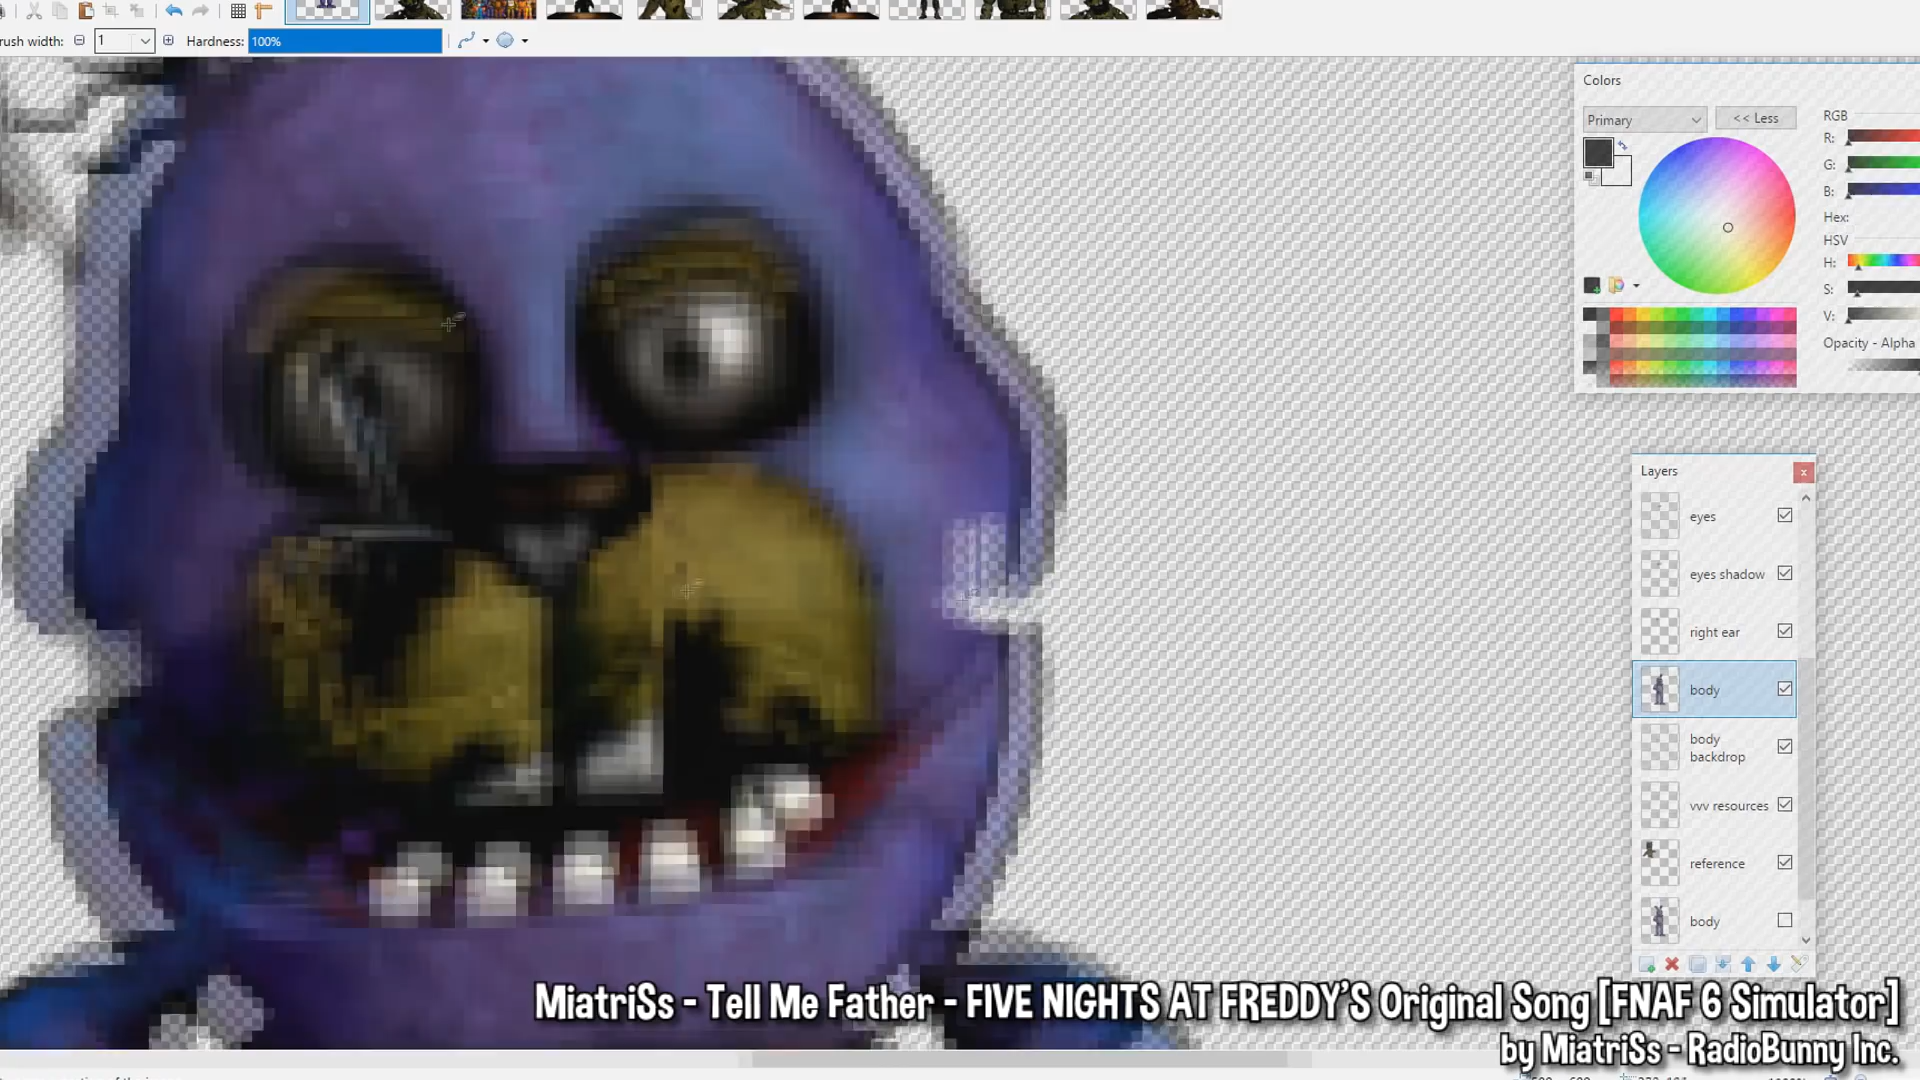 rush width:
1
Hardness:
100%
Colors
Primary
<< Less
RGB
R:
G:
B:
Hex:
HSV
H:
S:
V:
Opacity - Alpha
Layers
eyes
eyes shadow
right ear
body
body
backdrop
vvv resources
reference
body
MiatriSs - Tell Me Father - FIVE NIGHTS AT FREDDY'S Original Song [FNAF 6 Simulator]
by MiatriSs - RadioBunny Inc.